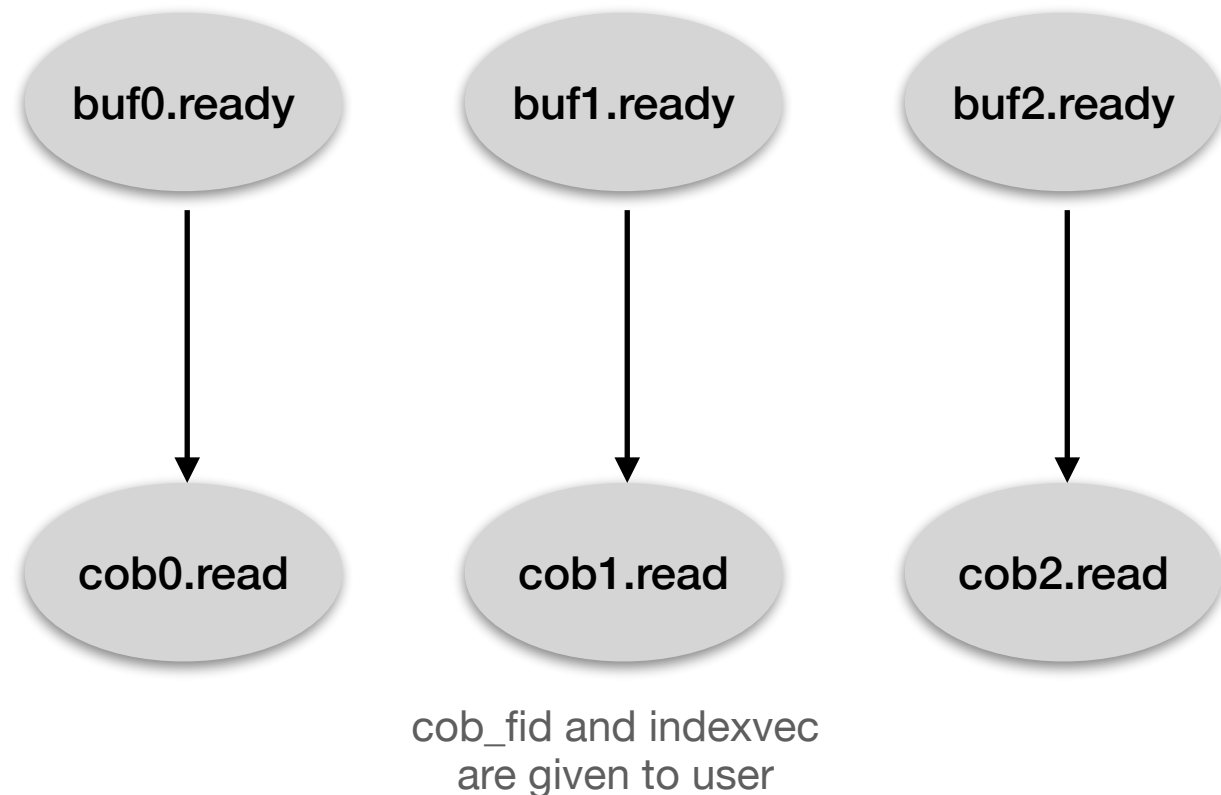 buf0.ready buf1.ready buf2.ready
cob0.read cob1.read cob2.read
cob_fid and indexvec
are given to user